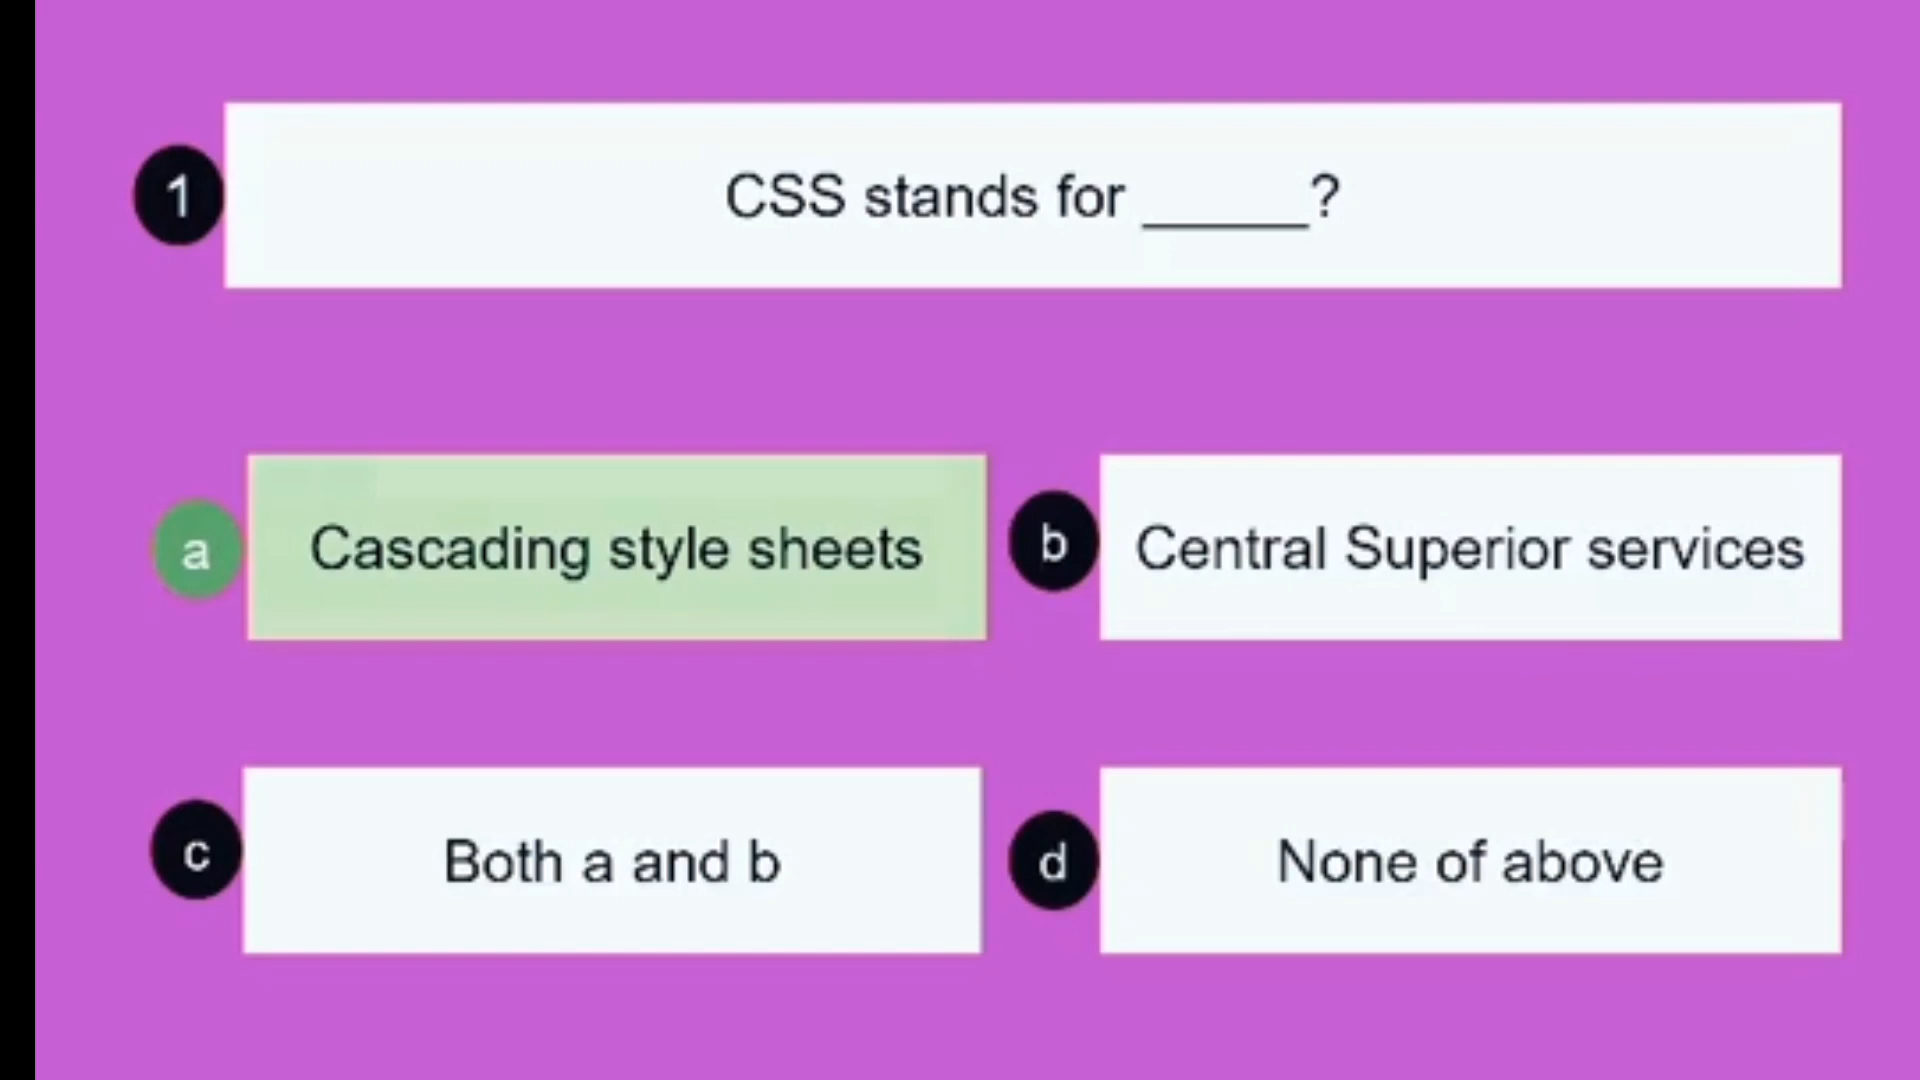 1
CSS stands for _____?
a
Cascading style sheets
b
Central Superior services
c
Both a and b
d
None of above